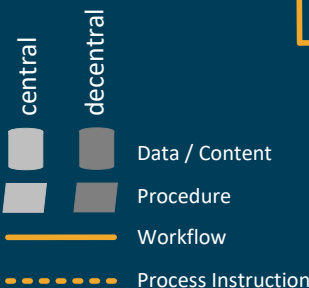 central
decentral
Data / Content
Procedure
Workflow
Process Instruction